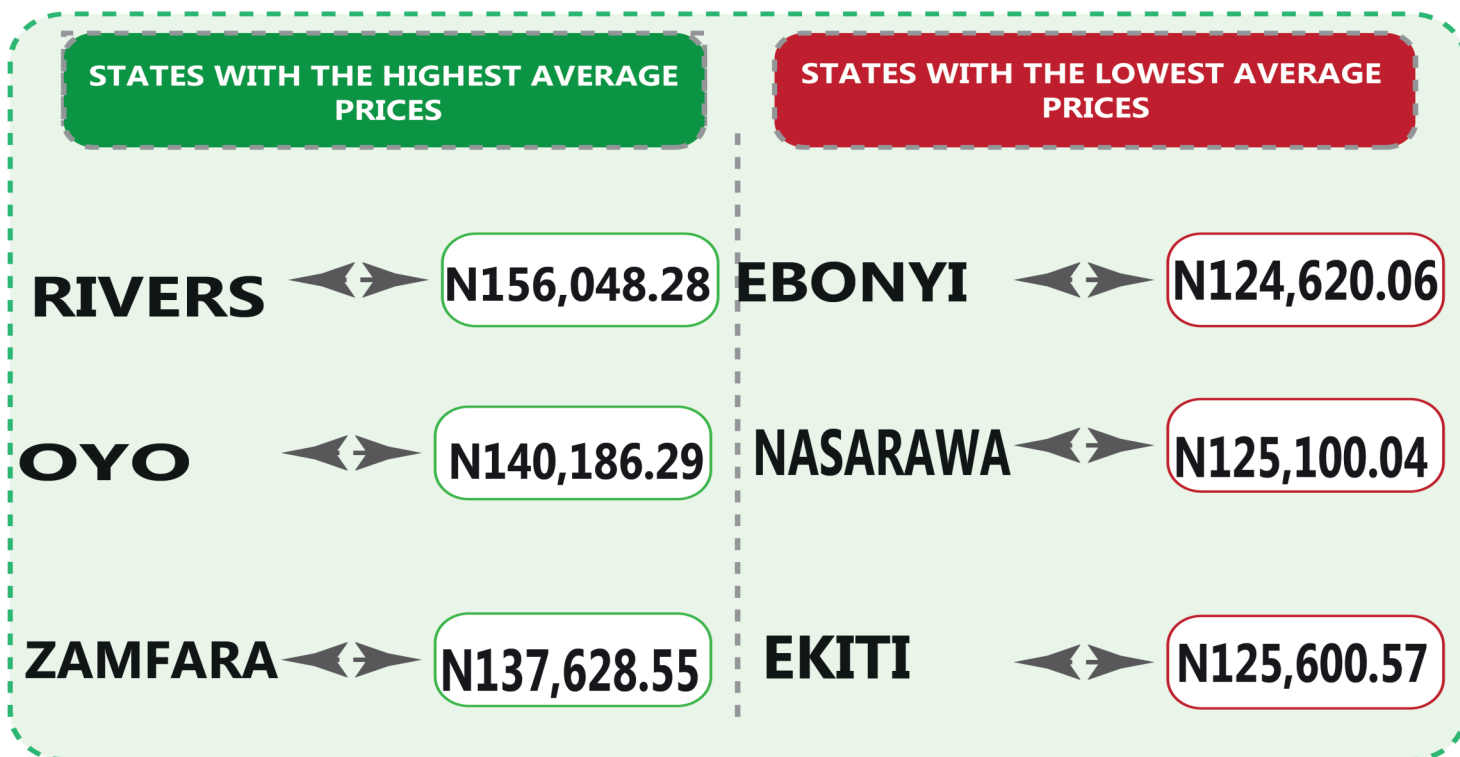 STATES WITH THE HIGHEST AVERAGE
PRICES
RIVERS N156,048.28
OYO N140,186.29
ZAMFARA N137,628.55
STATES WITH THE LOWEST AVERAGE
PRICES
EBONYI N124,620.06
NASARAWA N125,100.04
EKITI N125,600.57